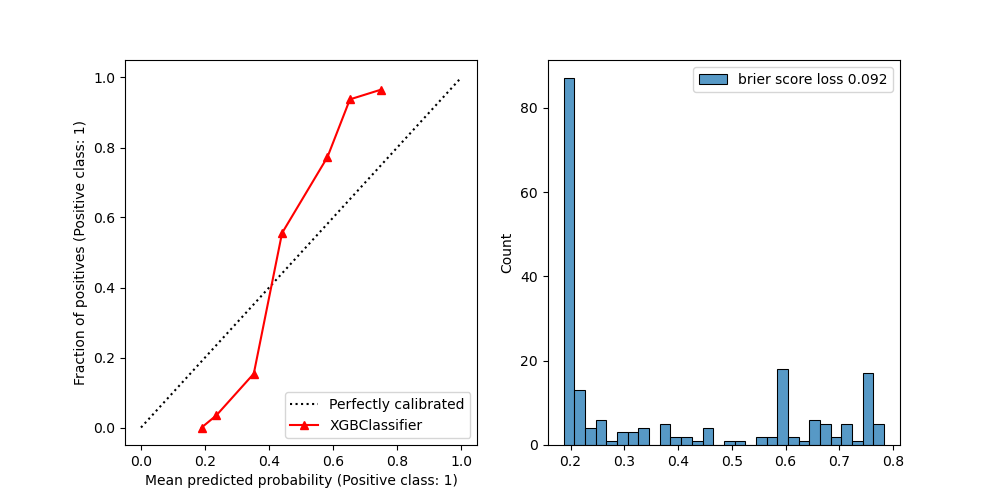 1.0
0.8
0.6
0.4
0.2
0.0
Fraction of positives (Positive class: 1)
Perfectly calibrated
XGBClassifier
0.0 0.2 0.4 0.6 0.8 1.0
Mean predicted probability (Positive class: 1)
brier score loss 0.092
80
60
40
20
0
Count
0.2 0.3 0.4 0.5 0.6 0.7 0.8